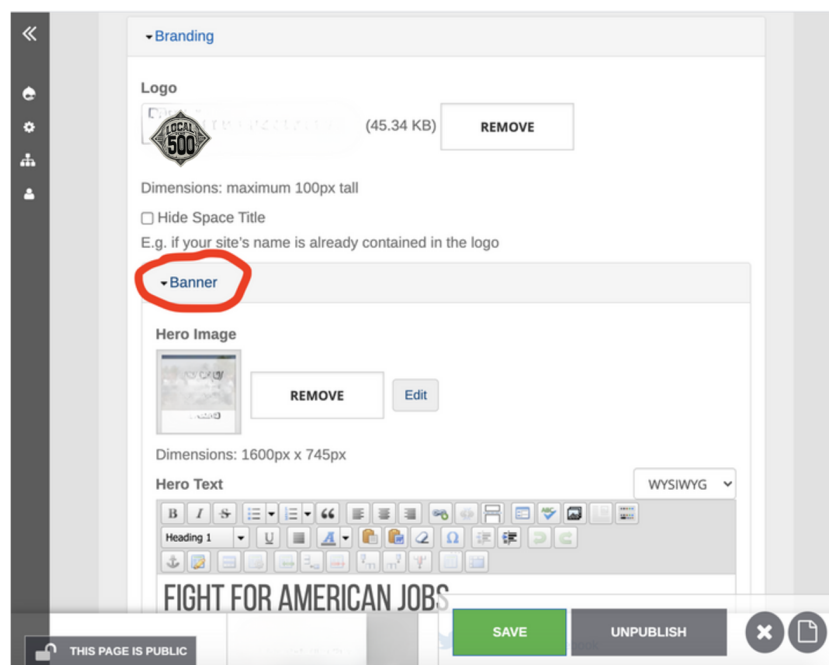 Branding
Logo
LOCAL
500
(45.34 KB)
REMOVE
Dimensions: maximum 100px tall
Hide Space Title
E.g. if your site's name is already contained in the logo
Banner
Hero Image
REMOVE
Edit
Dimensions: 1600px x 745px
Hero Text
WYSIWYG
B I S
Heading 1
U A
Ω
FIGHT FOR AMERICAN JOBS
SAVE
UNPUBLISH
THIS PAGE IS PUBLIC